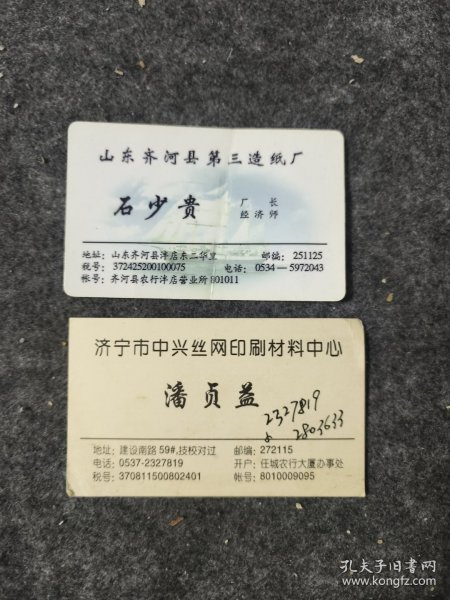 山东齐河县第三造纸厂
石少贵 厂长
经济师
地址：山东齐河县洋店东二华里 邮编：251125
税号：372425200100075 电话：0534—5972043
帐号：齐河县农行洋店营业所 801011
济宁市中兴丝网印刷材料中心
潘贞益
2327819
2803633
地址：建设南路59#,技校对过 邮编：272115
电话：0537-2327819 开户：任城农行大厦办事处
税号：370811500802401 帐号：8010009095
孔夫子旧书网
www.kongfz.com